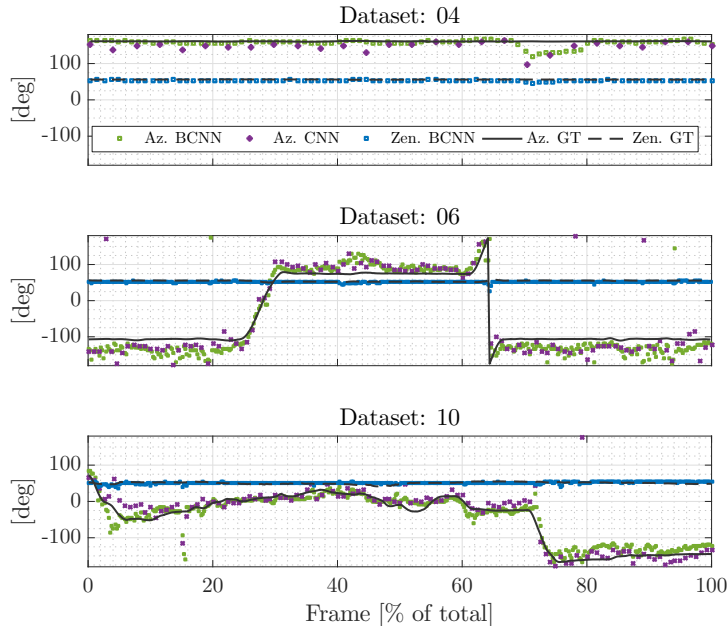 Dataset: 04
100
0
-100
[deg]
Az. BCNN Az. CNN Zen. BCNN Az. GT Zen. GT
Dataset: 06
100
0
-100
[deg]
Dataset: 10
100
0
-100
[deg]
0 20 40 60 80 100
Frame [% of total]